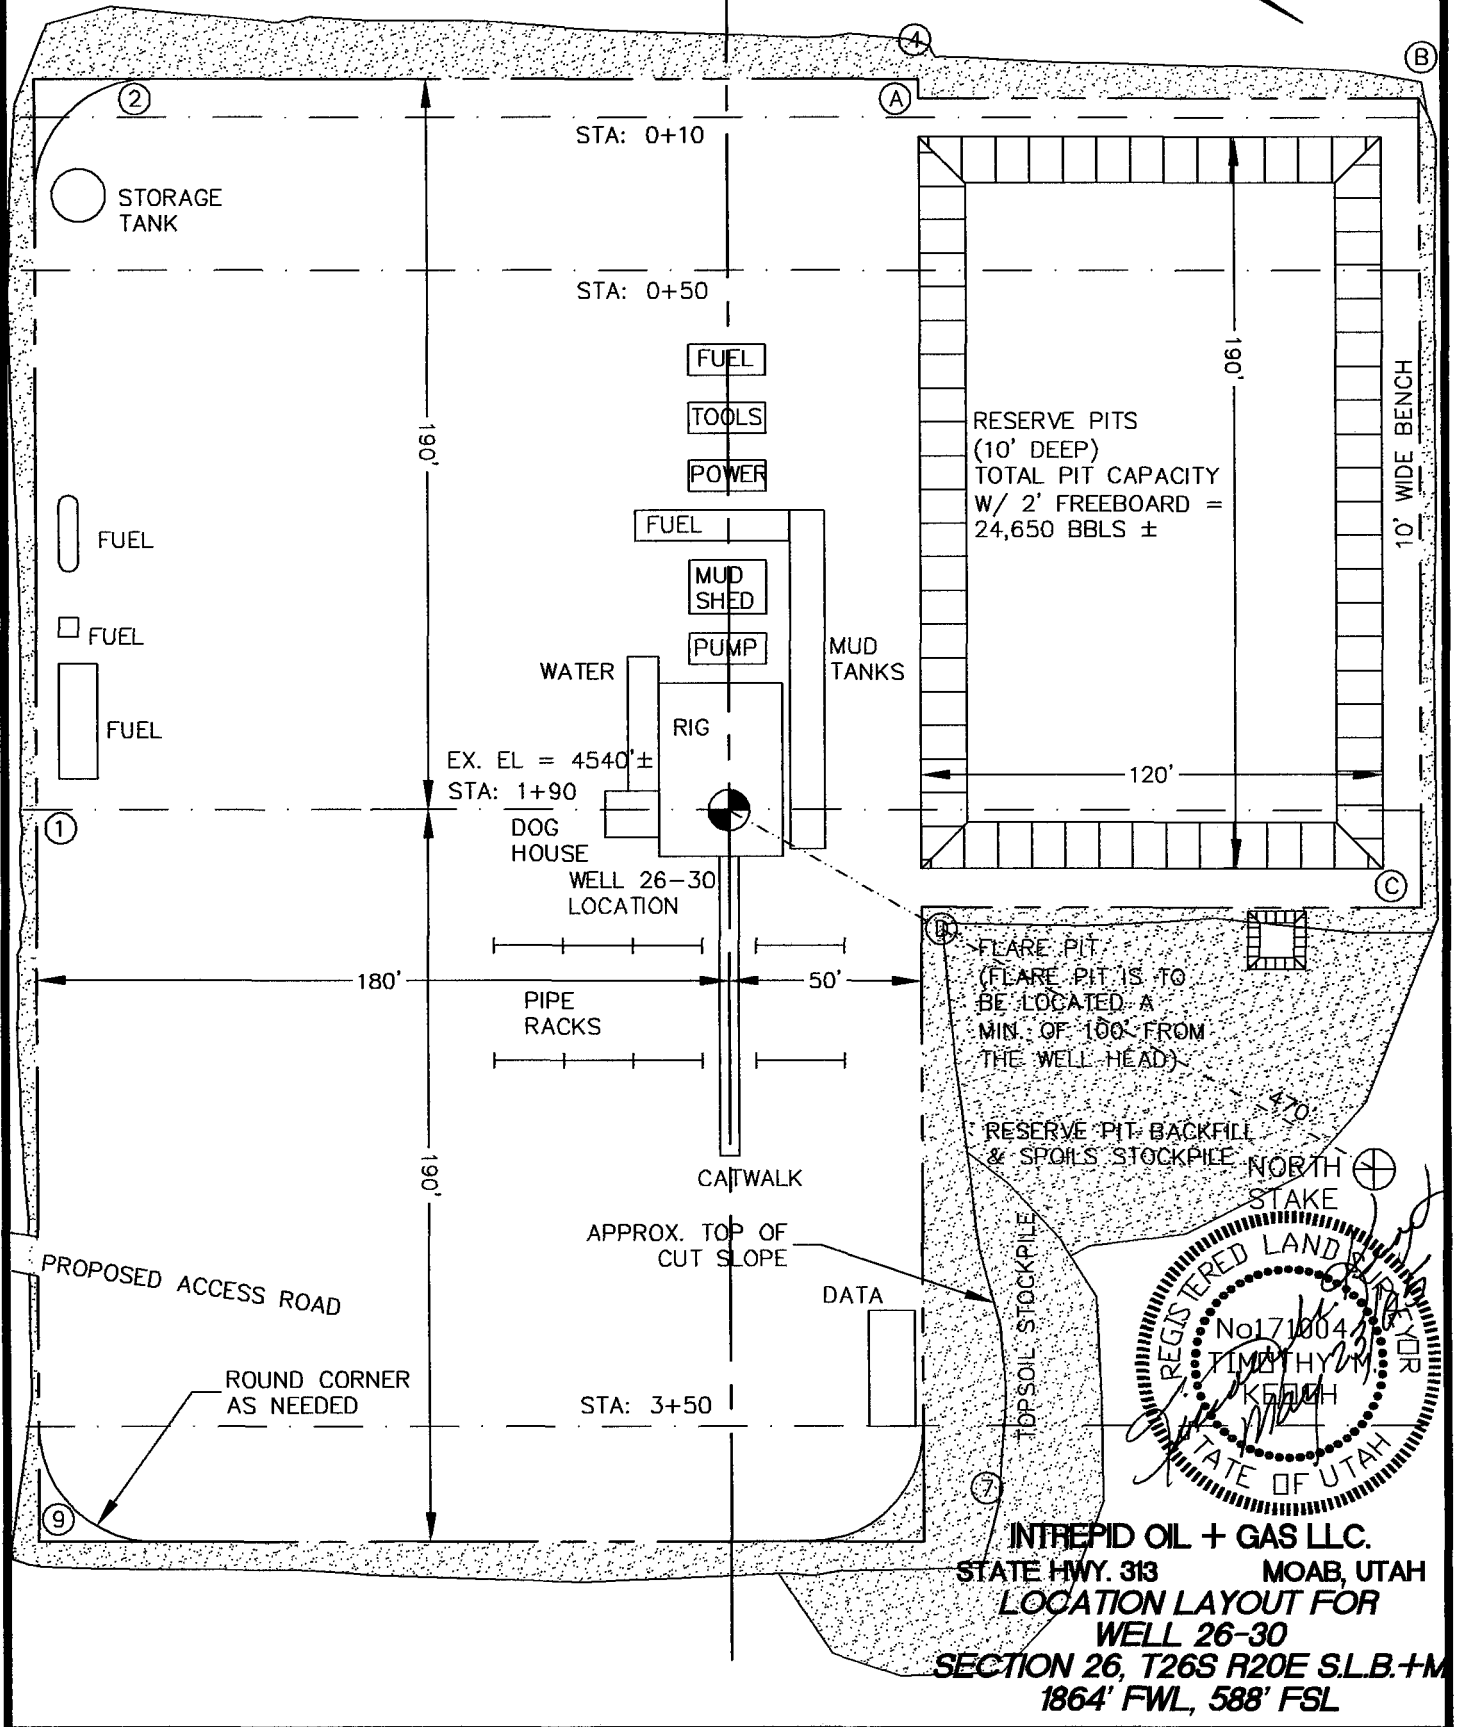 4
B
2
A
STA: 0+10
STORAGE
TANK
STA: 0+50
FUEL
TOOLS
POWER
FUEL
MUD
SHED
PUMP
MUD
TANKS
190'
190'
RESERVE PITS
(10' DEEP)
TOTAL PIT CAPACITY
W/ 2' FREEBOARD =
24,650 BBLS ±
10' WIDE BENCH
FUEL
FUEL
FUEL
WATER
RIG
EX. EL = 4540'±
STA: 1+90
120'
1
DOG
HOUSE
WELL 26-30
LOCATION
C
D
180'
50'
PIPE
RACKS
FLARE PIT
(FLARE PIT IS TO
BE LOCATED A
MIN. OF 100' FROM
THE WELL HEAD)
470'
RESERVE PIT BACKFILL
& SPOILS STOCKPILE
NORTH
STAKE
190'
CATWALK
APPROX. TOP OF
CUT SLOPE
TOPSOIL STOCKPILE
PROPOSED ACCESS ROAD
DATA
ROUND CORNER
AS NEEDED
STA: 3+50
REGISTERED LAND SURVEYOR
No171004
TIMOTHY M.
KEOGH
STATE OF UTAH
7
9
INTREPID OIL + GAS LLC.
STATE HWY. 313 MOAB, UTAH
LOCATION LAYOUT FOR
WELL 26-30
SECTION 26, T26S R20E S.L.B.+M
1864' FWL, 588' FSL